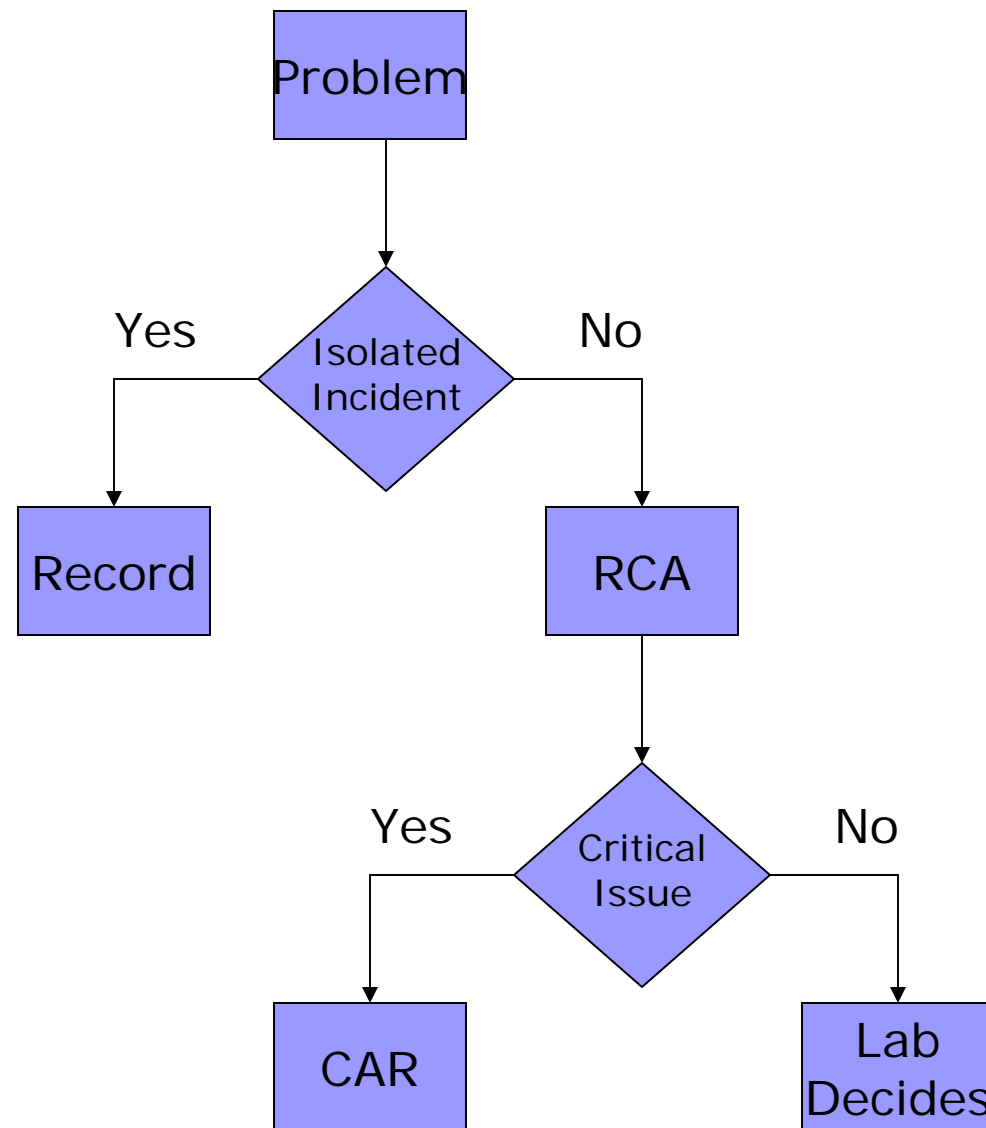 Problem
Yes
No
Isolated
Incident
Record
RCA
Yes
No
Critical
Issue
CAR
Lab
Decides